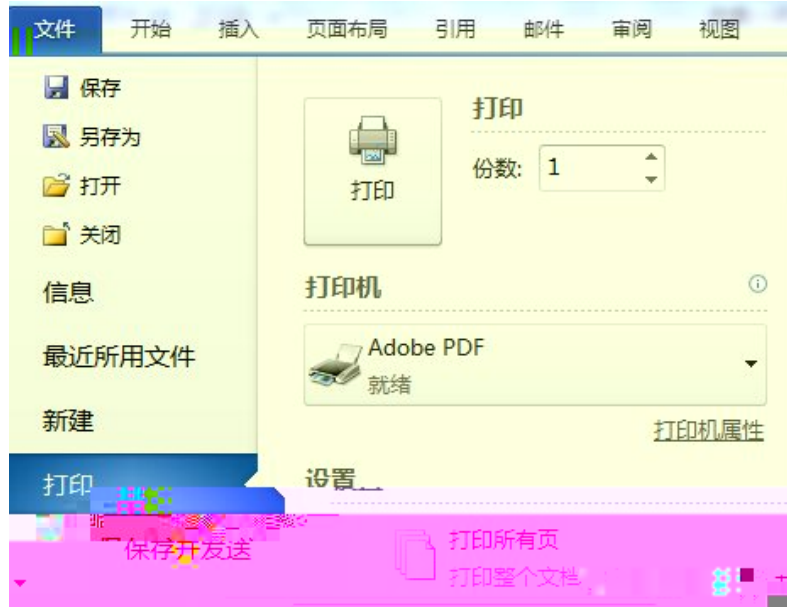 文件 开始 插入 页面布局 引用 邮件 审阅 视图
保存
另存为
打开
关闭
信息
最近所用文件
新建
打印
保存并发送
打印
打印
份数: 1
打印机
Adobe PDF
就绪
打印机属性
设置
打印所有页
打印整个文档